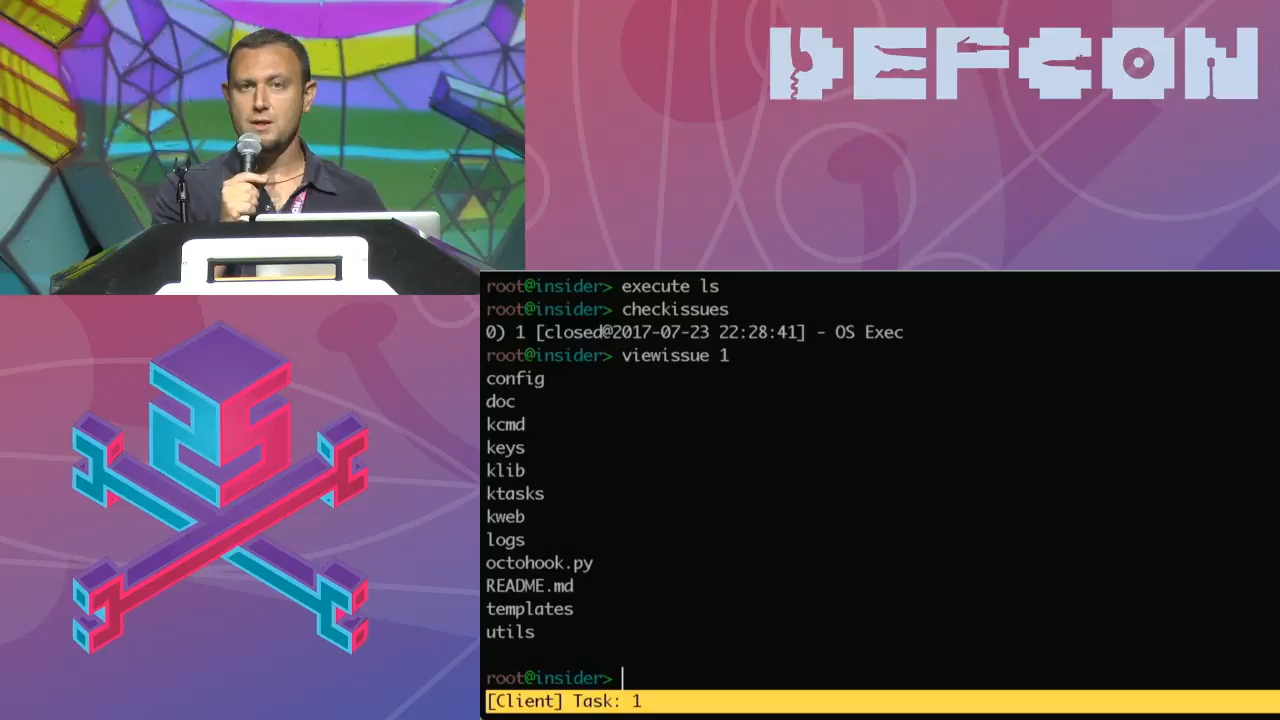 DEFCON
root@insider> execute ls
root@insider> checkissues
0) 1 [closed@2017-07-23 22:28:41] - OS Exec
root@insider> viewissue 1
config
doc
kcmd
keys
klib
ktasks
kweb
logs
octohook.py
README.md
templates
utils
root@insider>
[Client] Task: 1